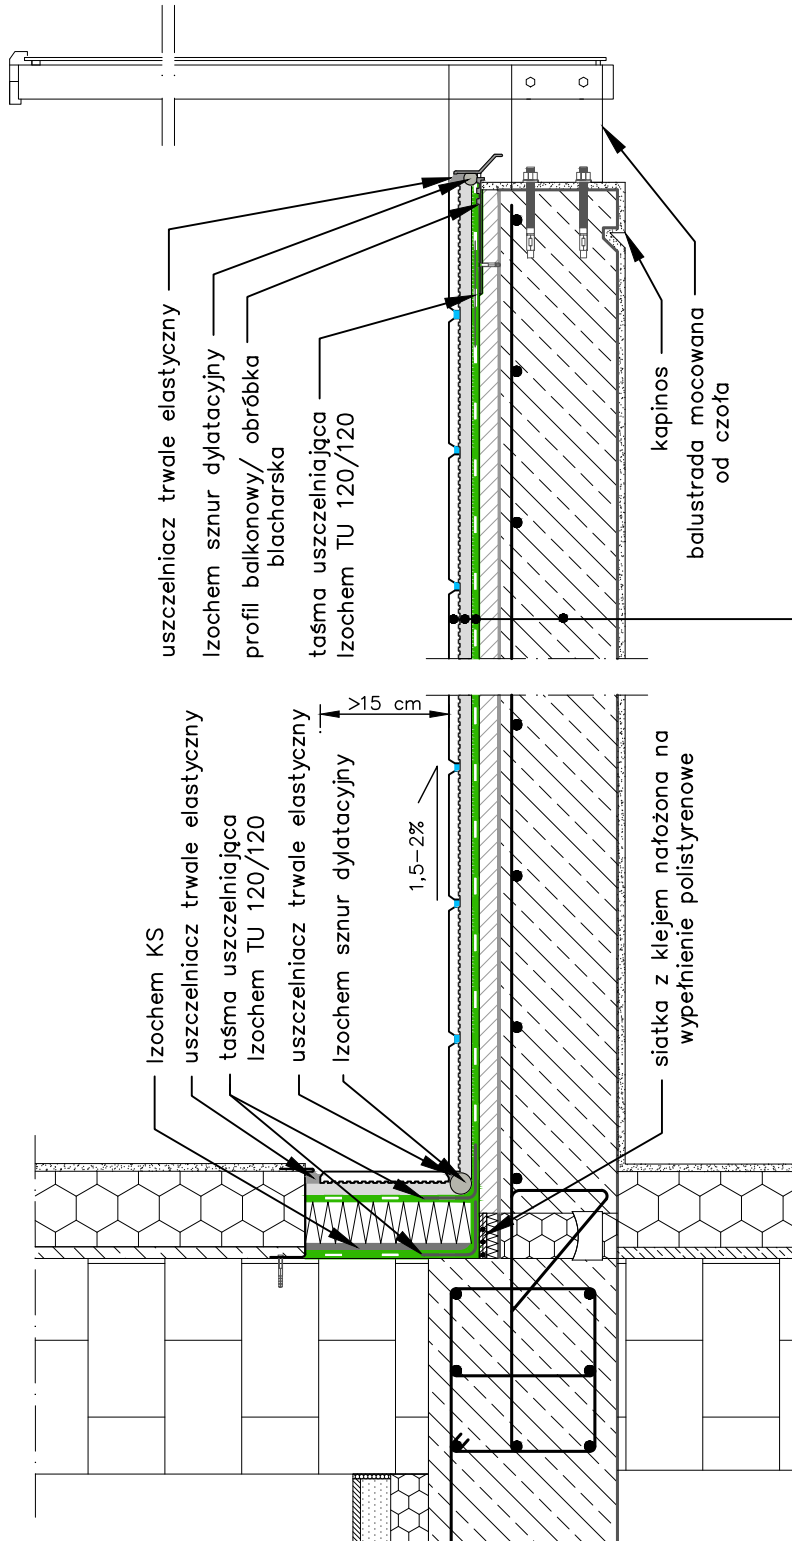 uszczelniacz trwale elastyczny
Izochem sznur dylatacyjny
profil balkonowy/ obróbka
blacharska
taśma uszczelniająca
Izochem TU 120/120
kapinos
balustrada mocowana
od czoła
Izochem KS
uszczelniacz trwale elastyczny
taśma uszczelniająca
Izochem TU 120/120
uszczelniacz trwale elastyczny
Izochem sznur dylatacyjny
>15 cm
1,5-2%
siatka z klejem nałożona na
wypełnienie polistyrenowe